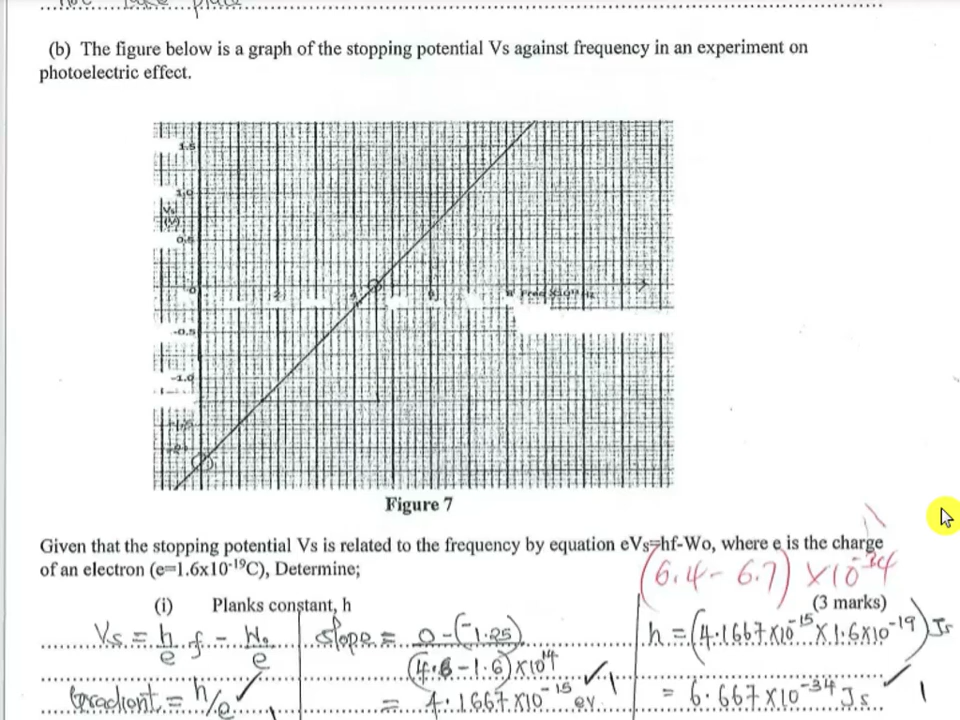 (b) The figure below is a graph of the stopping potential Vs against frequency in an experiment on
photoelectric effect.
1.5
1.0
Vs
(V)
0.5
0
-0.5
-1.0
Figure 7
Given that the stopping potential Vs is related to the frequency by equation eVs=hf-Wo, where e is the charge
of an electron (e=1.6x10⁻¹⁹C), Determine;
(6.4 - 6.7) x10⁻³⁴
(i) Planks constant, h (3 marks)
Vs = h/e f - Wo/e
Gradient = h/e ✓ 1
slope = 0-(-1.25)
(4.6-1.6)x10¹⁴
= 4.1667x10⁻¹⁵ eV ✓ 1
h = (4.1667x10⁻¹⁵ x1.6x10⁻¹⁹) Js
= 6.667x10⁻³⁴ Js ✓ 1